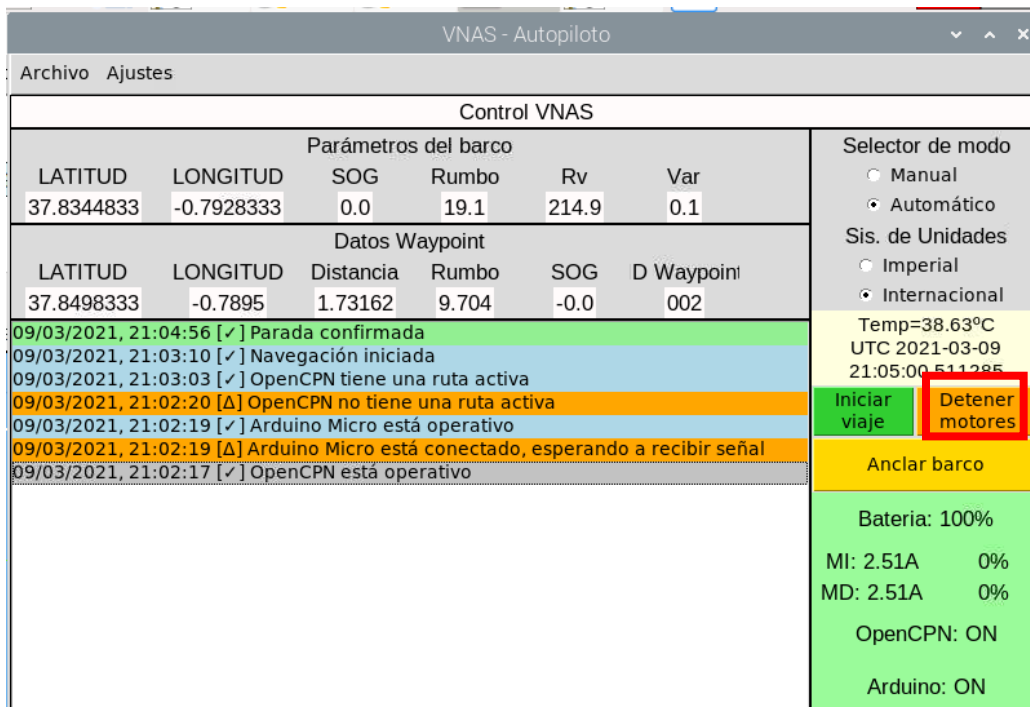 VNAS - Autopiloto
Archivo Ajustes
Control VNAS
Parámetros del barco
LATITUD LONGITUD SOG Rumbo Rv Var
37.8344833 -0.7928333 0.0 19.1 214.9 0.1
Datos Waypoint
LATITUD LONGITUD Distancia Rumbo SOG D Waypoint
37.8498333 -0.7895 1.73162 9.704 -0.0 002
09/03/2021, 21:04:56 [✓] Parada confirmada
09/03/2021, 21:03:10 [✓] Navegación iniciada
09/03/2021, 21:03:03 [✓] OpenCPN tiene una ruta activa
09/03/2021, 21:02:20 [Δ] OpenCPN no tiene una ruta activa
09/03/2021, 21:02:19 [✓] Arduino Micro está operativo
09/03/2021, 21:02:19 [Δ] Arduino Micro está conectado, esperando a recibir señal
09/03/2021, 21:02:17 [✓] OpenCPN está operativo
Selector de modo
Manual
Automático
Sis. de Unidades
Imperial
Internacional
Temp=38.63ºC
UTC 2021-03-09
21:05:00.511285
Iniciar
viaje
Detener
motores
Anclar barco
Bateria: 100%
MI: 2.51A 0%
MD: 2.51A 0%
OpenCPN: ON
Arduino: ON